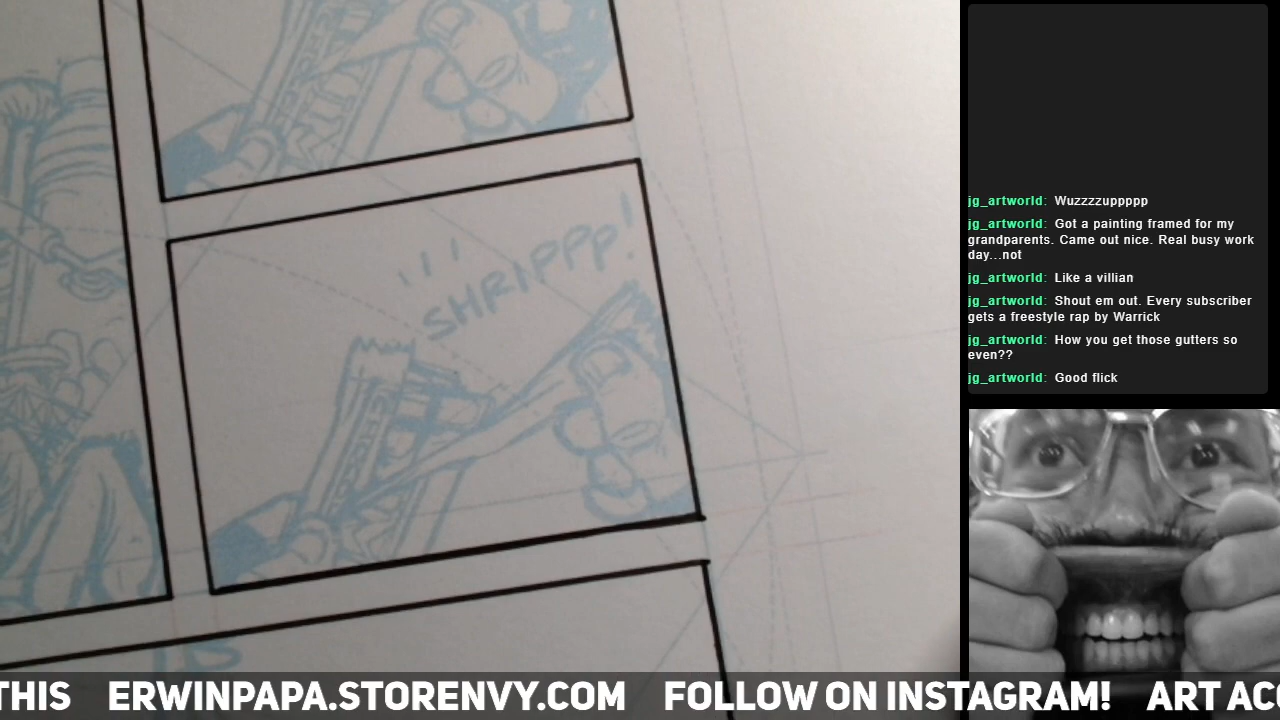 SHRIPPP!
jg_artworld: Wuzzzzuppppp
jg_artworld: Got a painting framed for my
grandparents. Came out nice. Real busy work
day...not
jg_artworld: Like a villian
jg_artworld: Shout em out. Every subscriber
gets a freestyle rap by Warrick
jg_artworld: How you get those gutters so
even??
jg_artworld: Good flick
THIS ERWINPAPA.STORENVY.COM FOLLOW ON INSTAGRAM! ART ACC